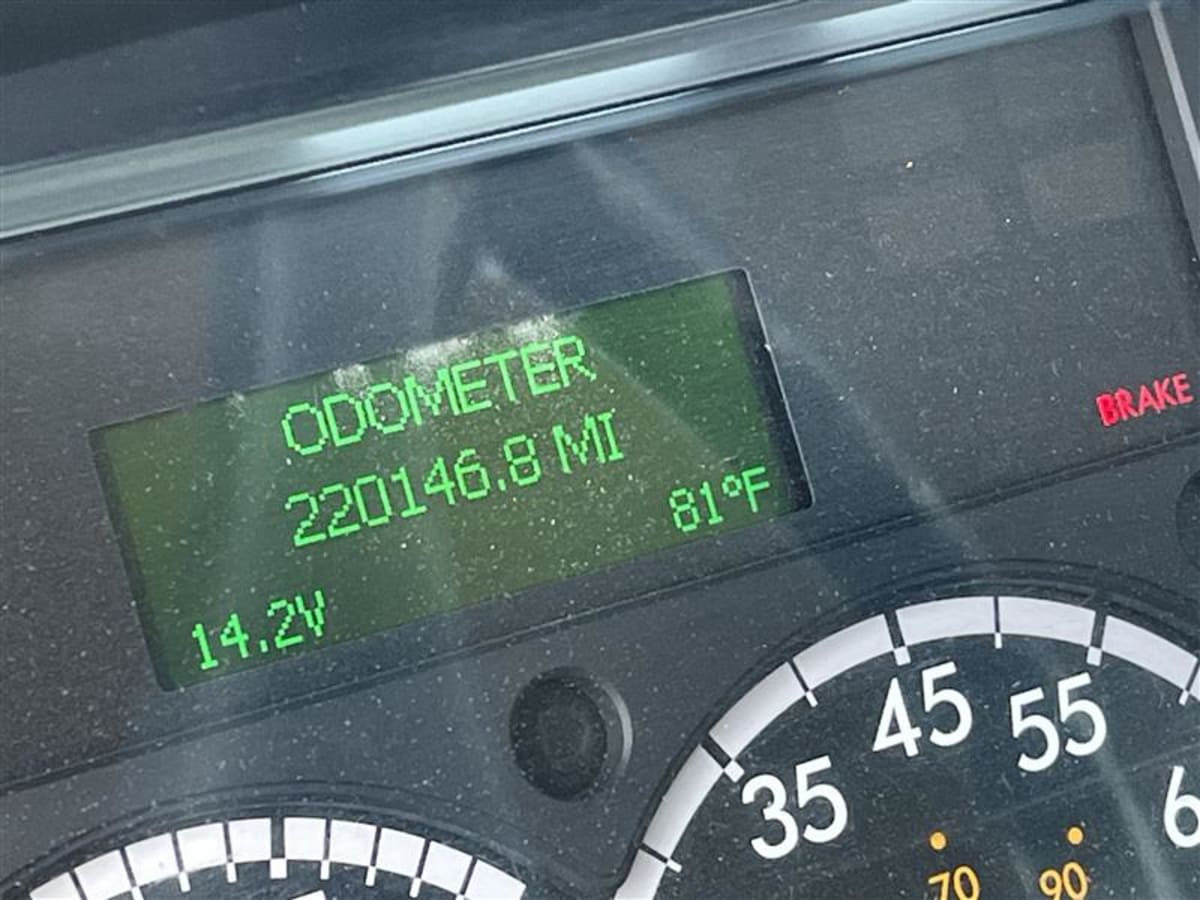 ODOMETER
220146.8 MI
81°F
14.2V
BRAKE
35
45
55
70
90